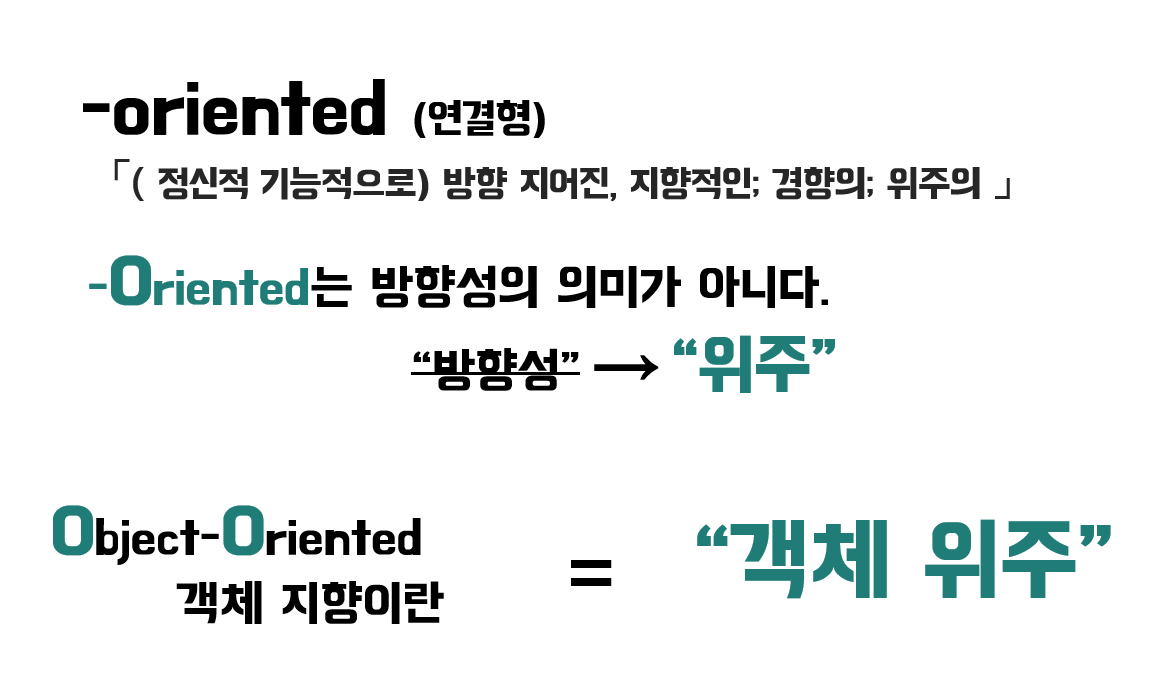 -oriented (연결형)
「( 정신적 기능적으로) 방향 지어진, 지향적인; 경향의; 위주의 」
-Oriented는 방향성의 의미가 아니다.
“방향성” → “위주”
Object-Oriented
객체 지향이란 = “객체 위주”